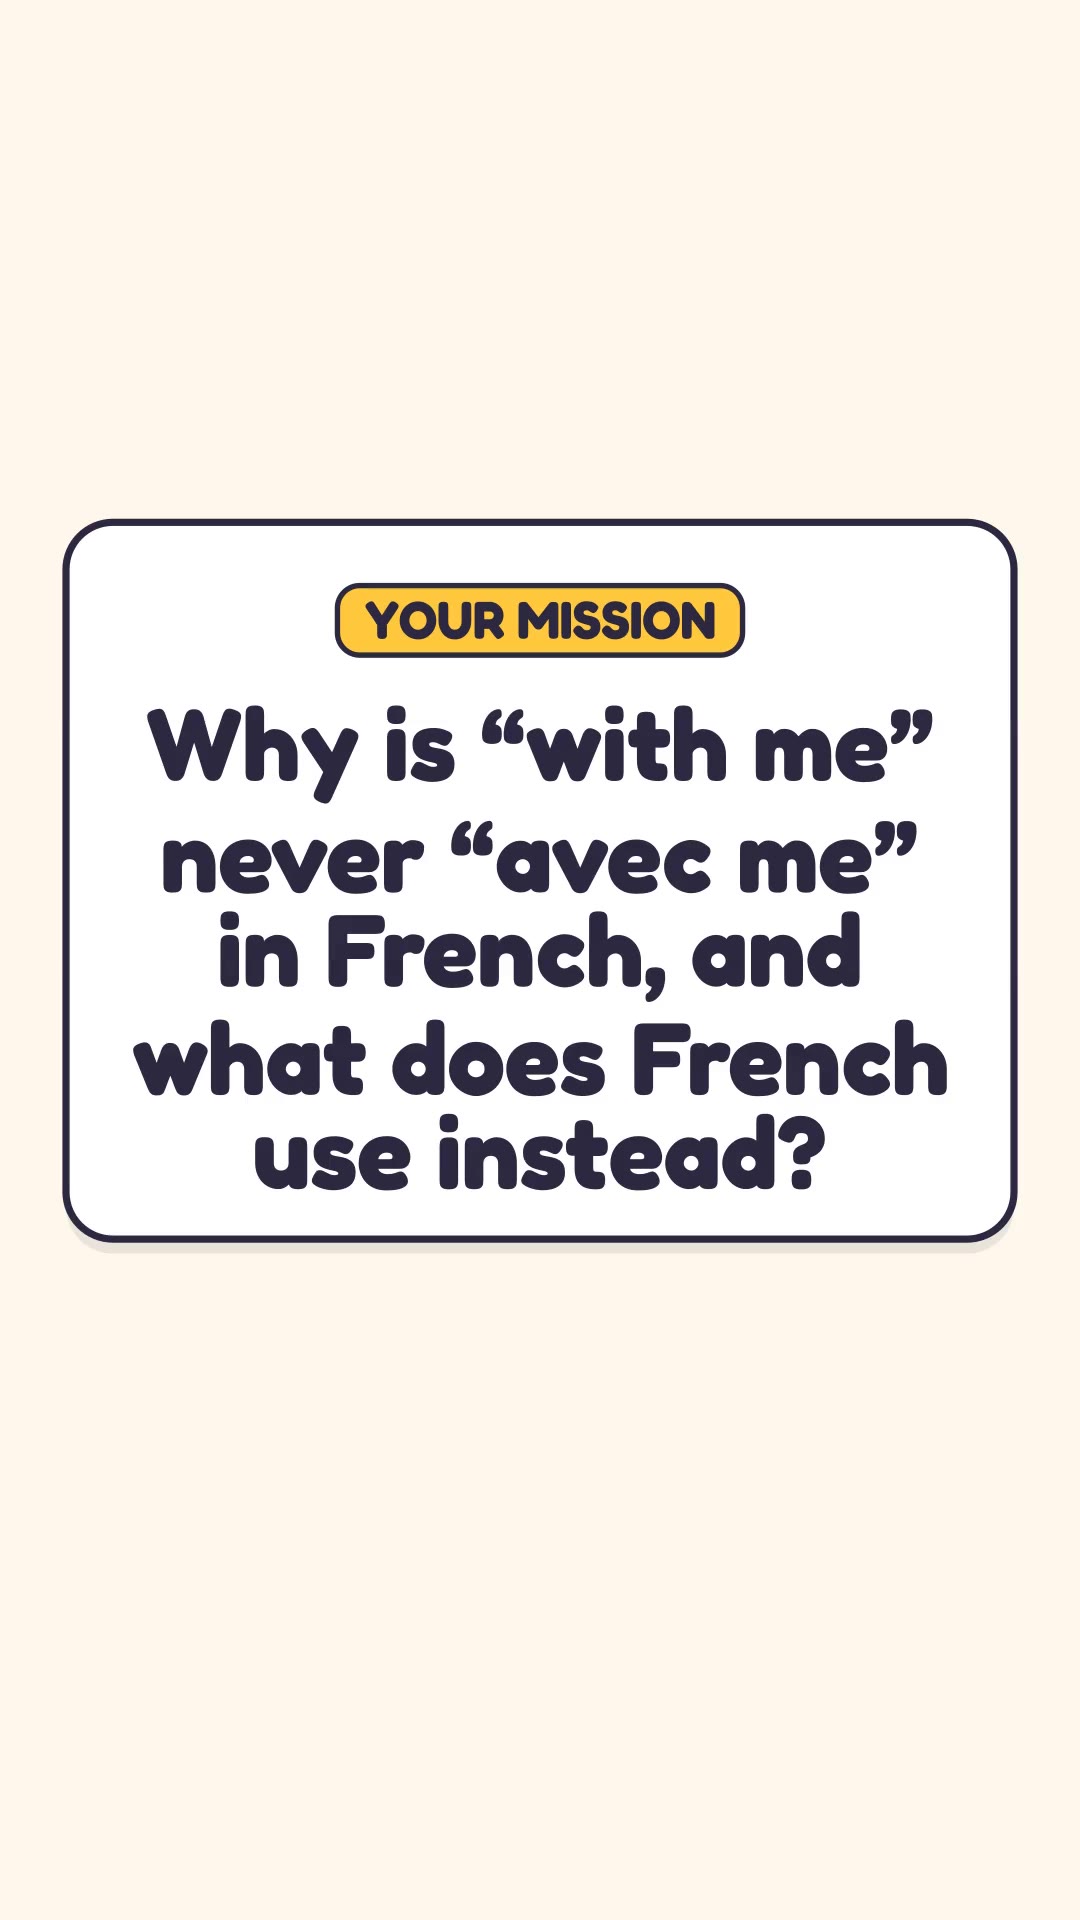 YOUR MISSION
Why is “with me”
never “avec me”
in French, and
what does French
use instead?